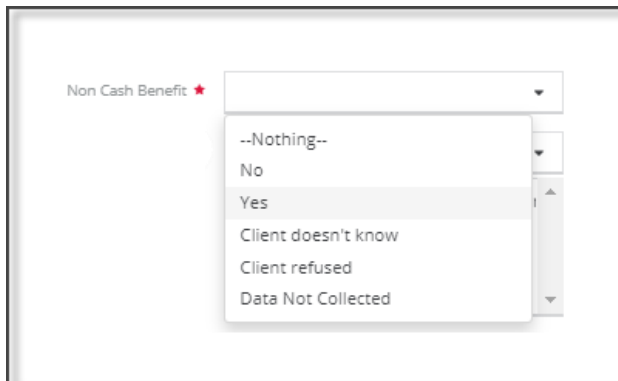 Non Cash Benefit ★
--Nothing--
No
Yes
Client doesn't know
Client refused
Data Not Collected